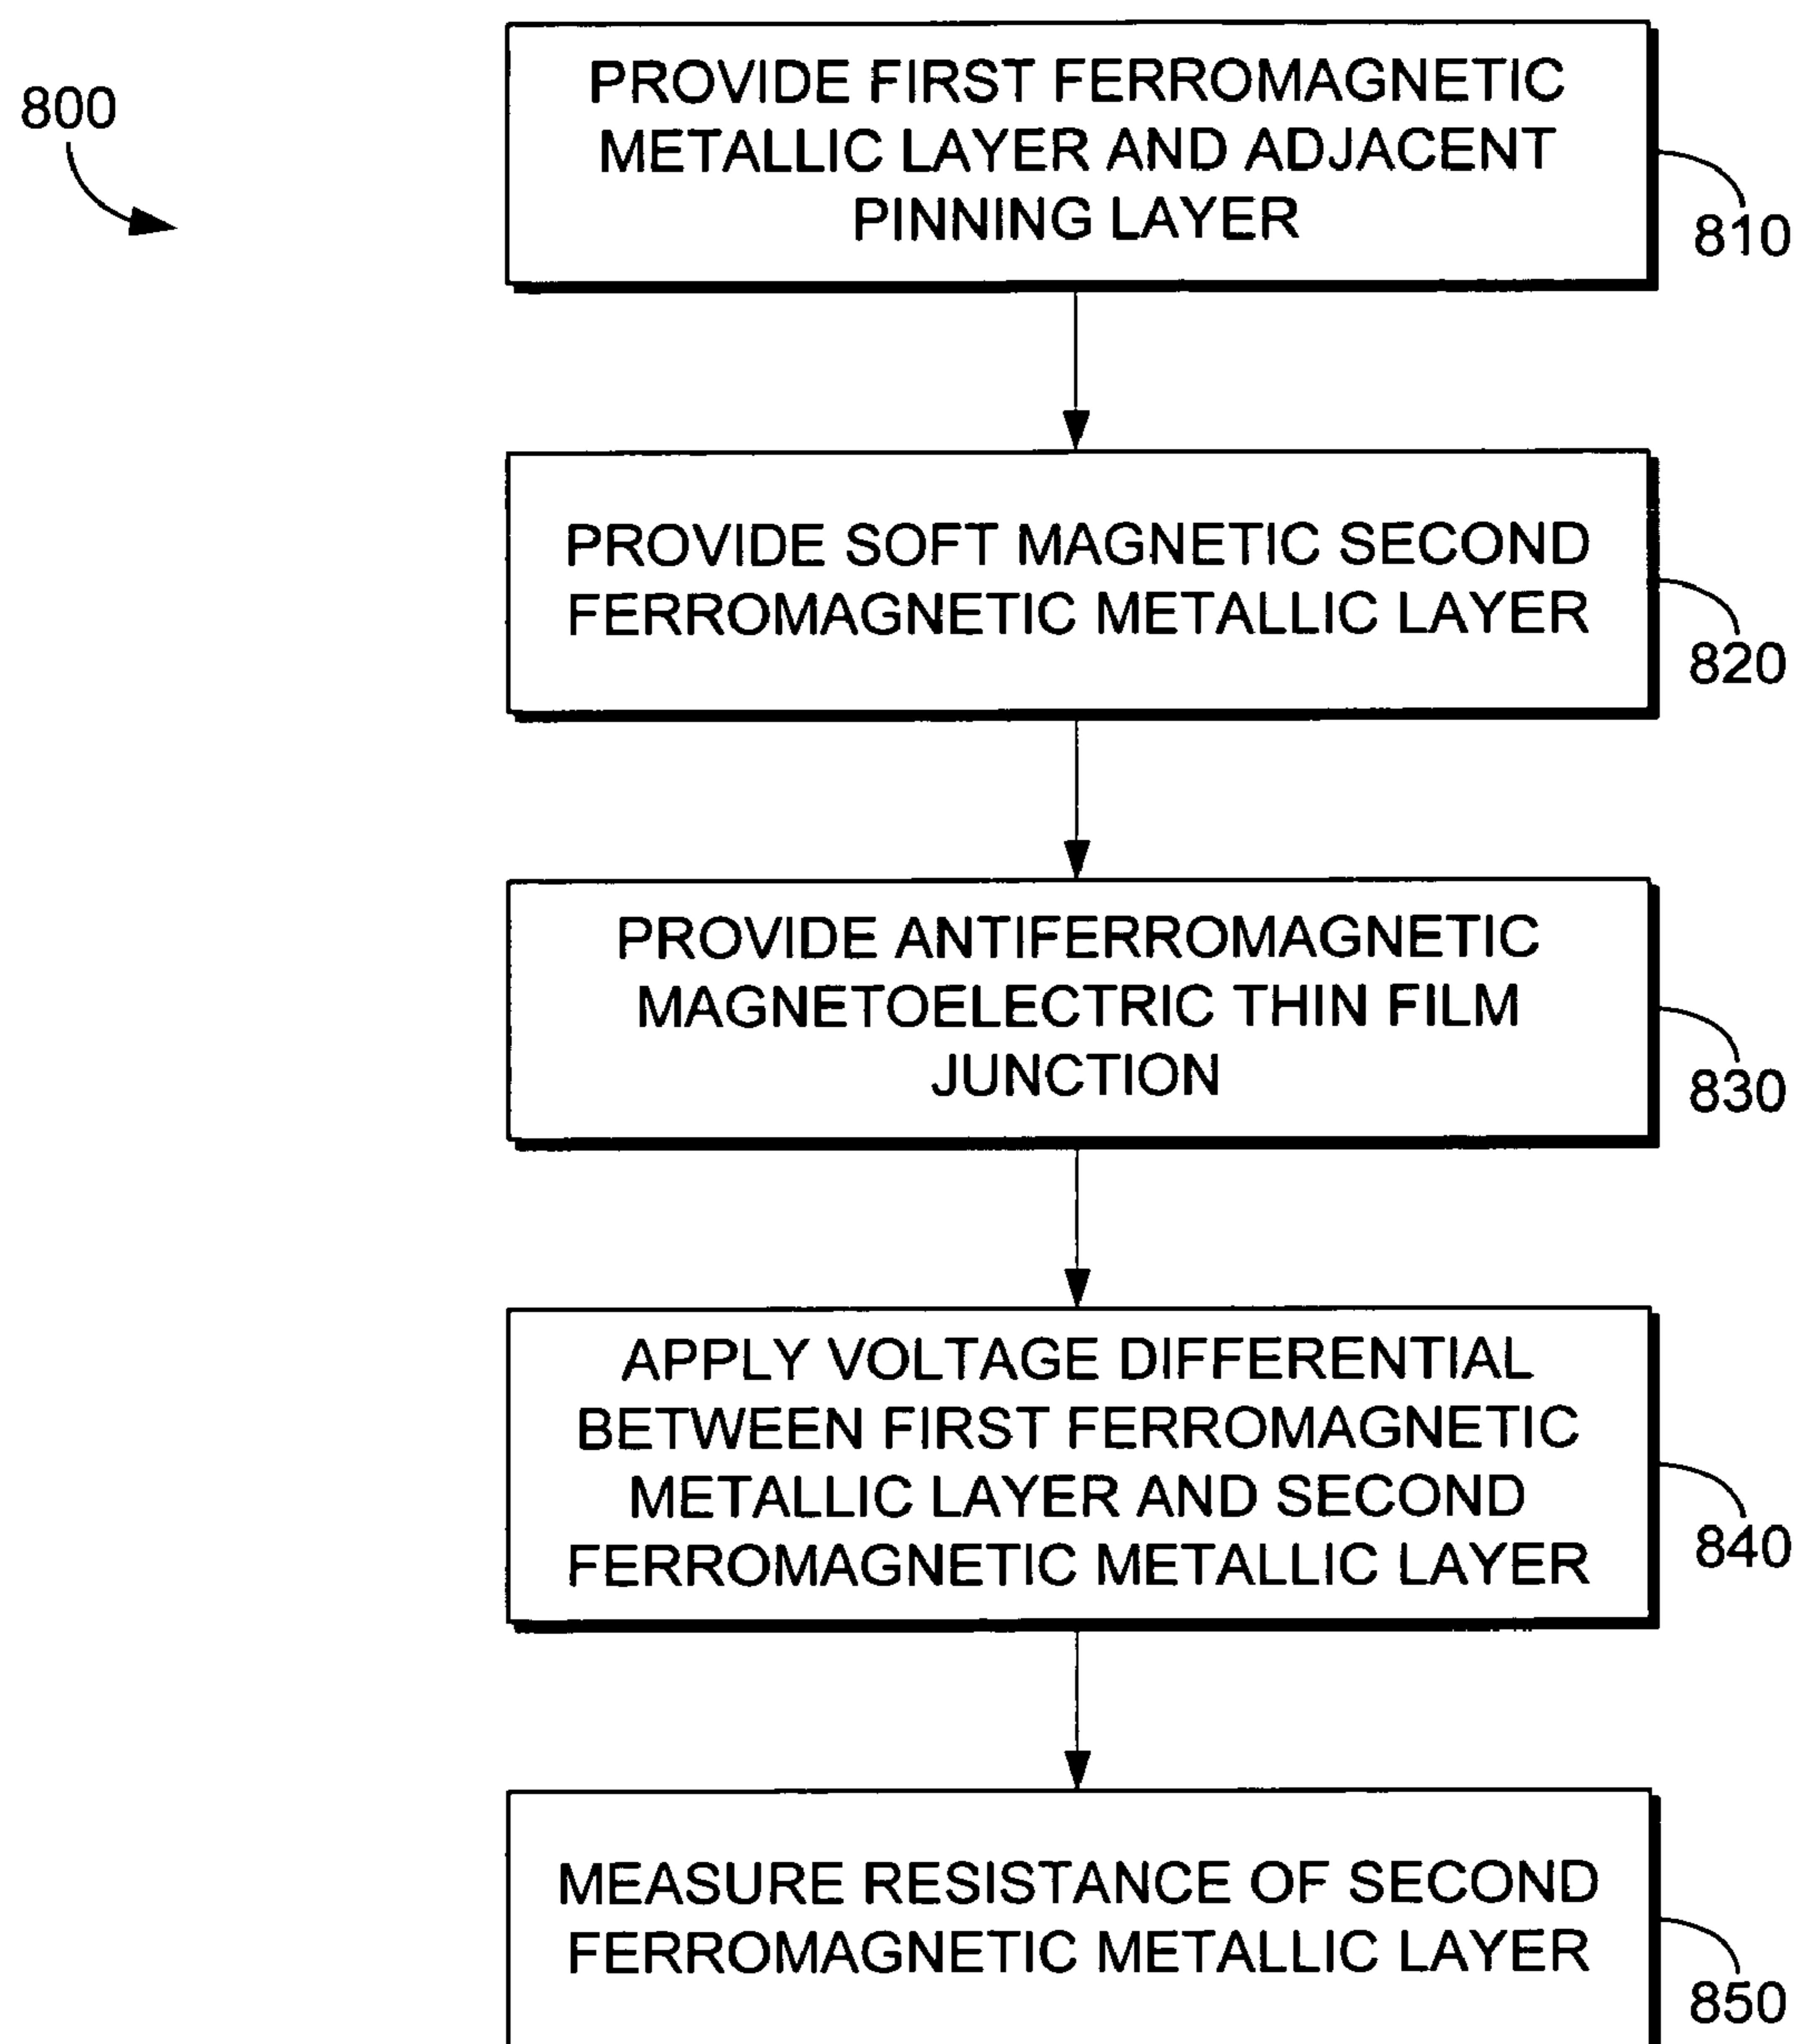 800
PROVIDE FIRST FERROMAGNETIC
METALLIC LAYER AND ADJACENT
PINNING LAYER
810
PROVIDE SOFT MAGNETIC SECOND
FERROMAGNETIC METALLIC LAYER
820
PROVIDE ANTIFERROMAGNETIC
MAGNETOELECTRIC THIN FILM
JUNCTION
830
APPLY VOLTAGE DIFFERENTIAL
BETWEEN FIRST FERROMAGNETIC
METALLIC LAYER AND SECOND
FERROMAGNETIC METALLIC LAYER
840
MEASURE RESISTANCE OF SECOND
FERROMAGNETIC METALLIC LAYER
850